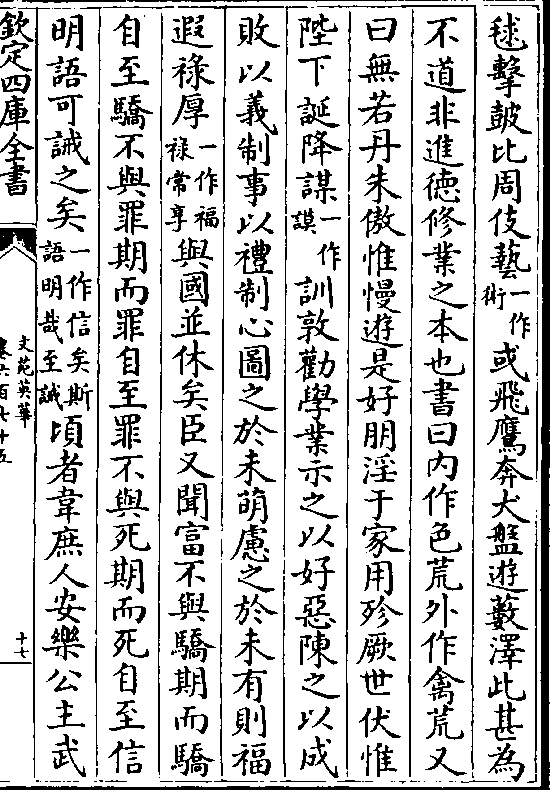 毬擊鼓比周伎藝一作術或飛鷹奔犬盤遊藪澤此甚為
不道非進德修業之本也書曰内作色荒外作禽荒又
曰無若丹朱傲惟慢遊是好朋淫于家用殄厥世伏惟
陛下誕降謀一作謨訓敦勸學業示之以好惡陳之以成
敗以義制事以禮制心圖之於未萌慮之於未有則福
遐祿厚一作福祿常享與國並休矣臣又聞富不與驕期而驕
自至驕不與罪期而罪自至罪不與死期而死自至信
明語可誡之矣一作信矣斯語明哉至誡頃者韋庶人安樂公主武
欽定四庫全書
文苑英華
卷六百九十五
十七